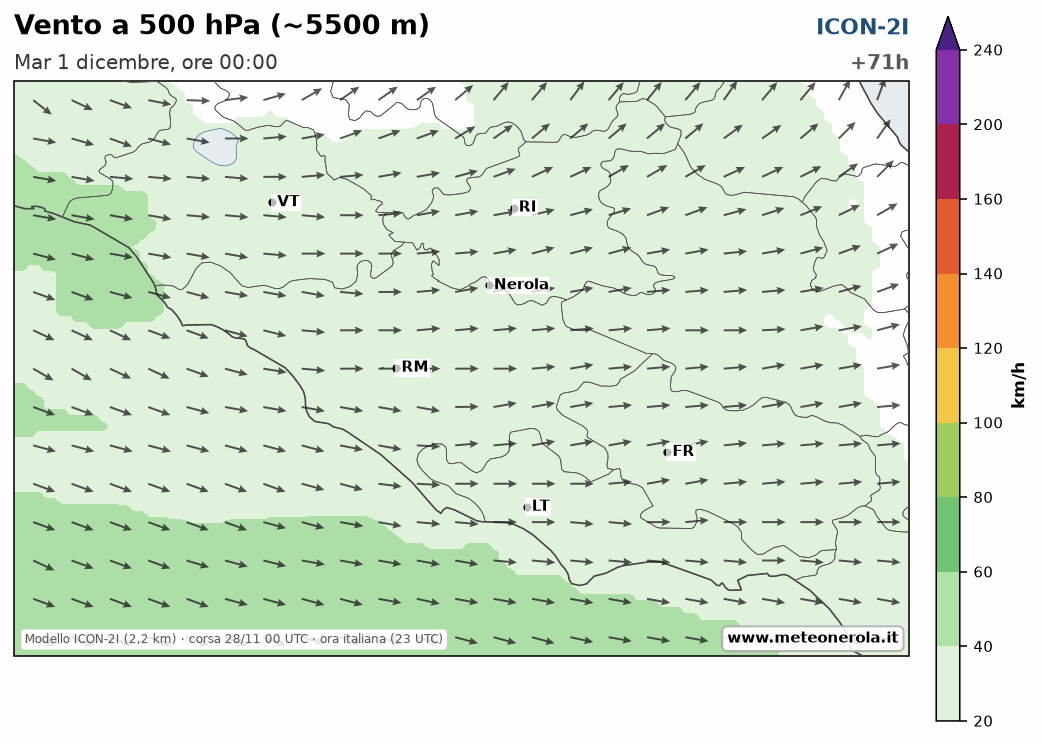 Vento a 500 hPa (~5500 m)
ICON-2I
Mar 1 dicembre, ore 00:00
+71h
240
200
160
140
120
100
80
60
40
20
km/h
VT
RI
Nerola
RM
FR
LT
Modello ICON-2I (2,2 km) · corsa 28/11 00 UTC · ora italiana (23 UTC)
www.meteonerola.it